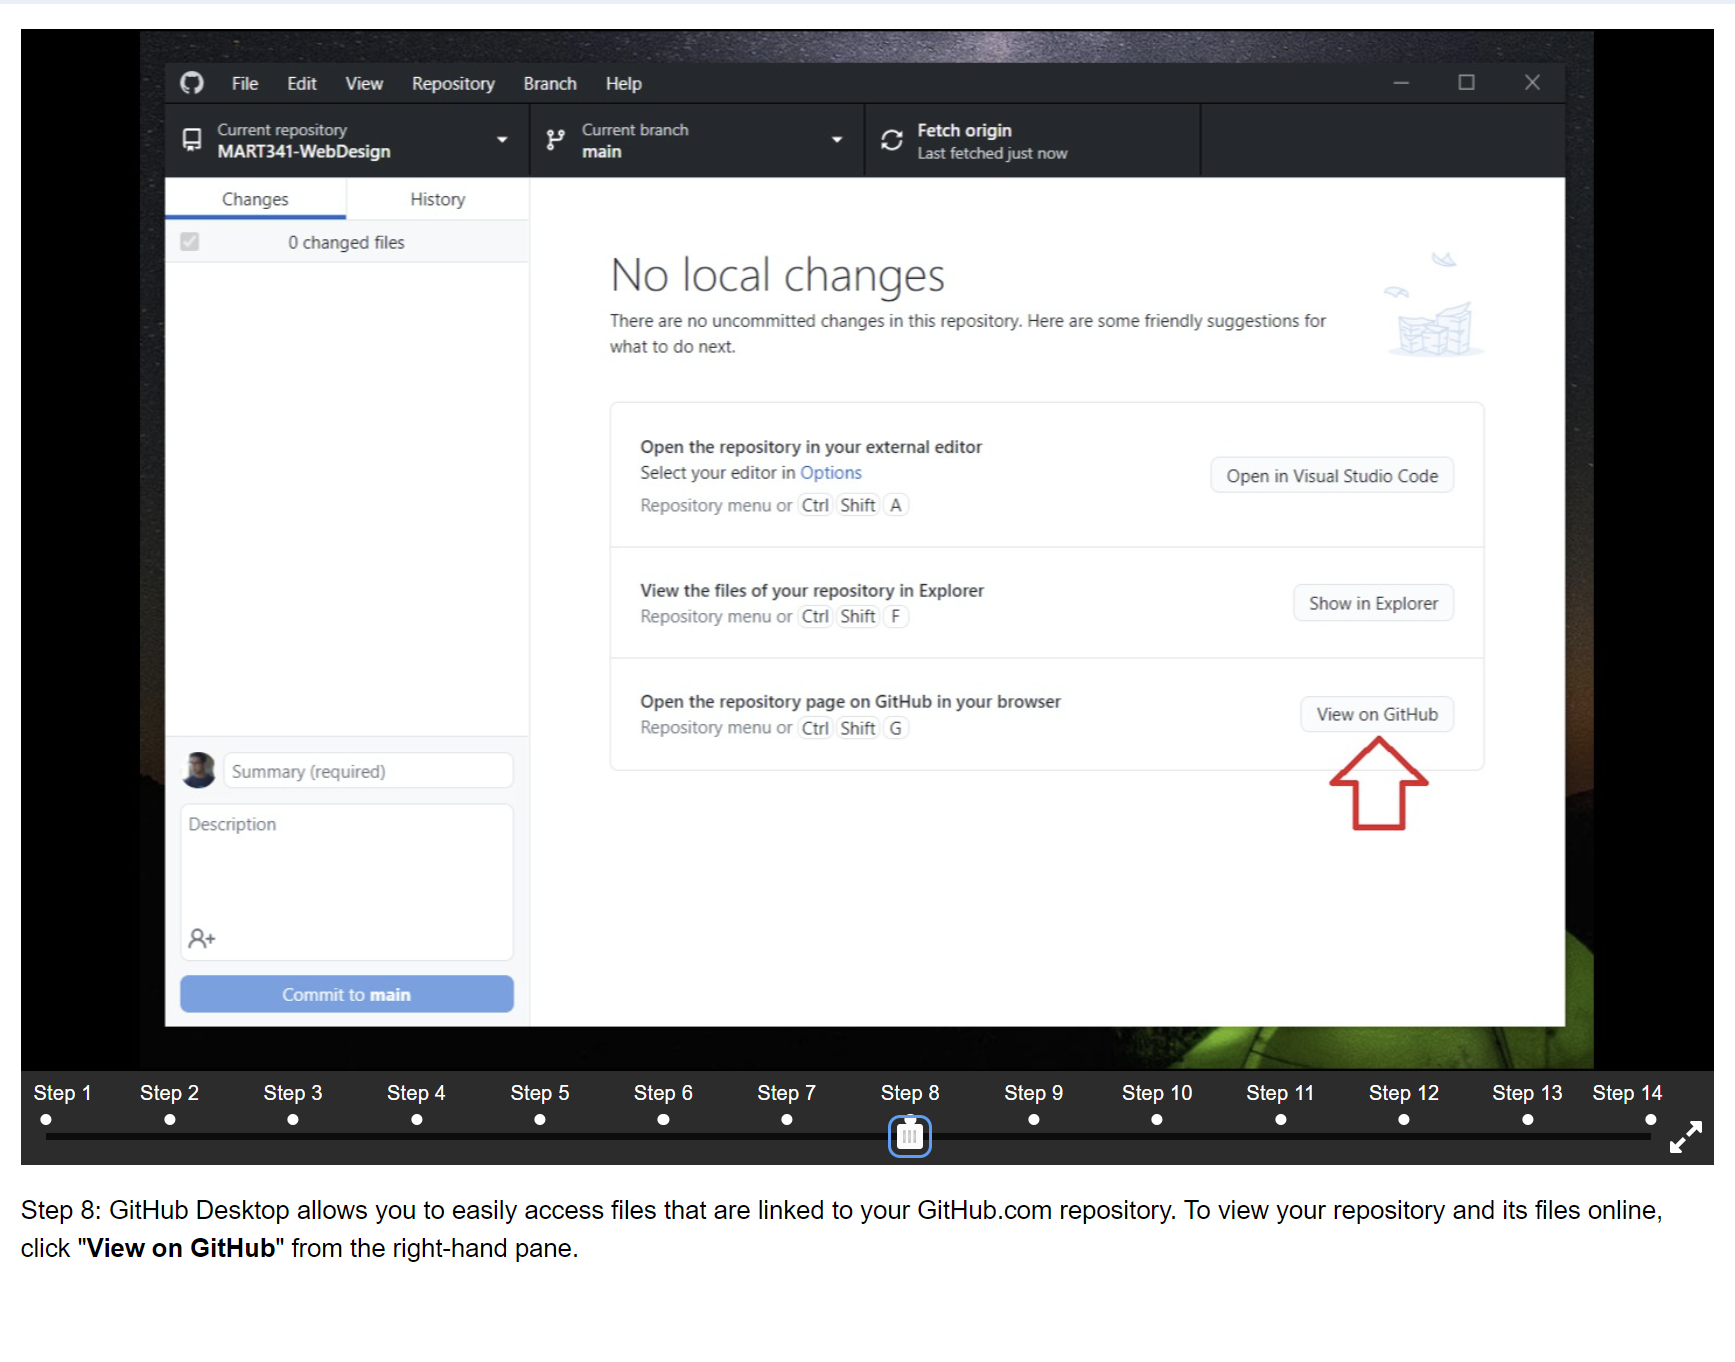 File Edit View Repository Branch Help
Current repository
MART341-WebDesign
Current branch
main
Fetch origin
Last fetched just now
Changes History
0 changed files
No local changes
There are no uncommitted changes in this repository. Here are some friendly suggestions for
what to do next.
Open the repository in your external editor
Select your editor in Options
Repository menu or Ctrl Shift A
Open in Visual Studio Code
View the files of your repository in Explorer
Repository menu or Ctrl Shift F
Show in Explorer
Open the repository page on GitHub in your browser
Repository menu or Ctrl Shift G
View on GitHub
Summary (required)
Description
Commit to main
Step 1 Step 2 Step 3 Step 4 Step 5 Step 6 Step 7 Step 8 Step 9 Step 10 Step 11 Step 12 Step 13 Step 14
Step 8: GitHub Desktop allows you to easily access files that are linked to your GitHub.com repository. To view your repository and its files online,
click "View on GitHub" from the right-hand pane.